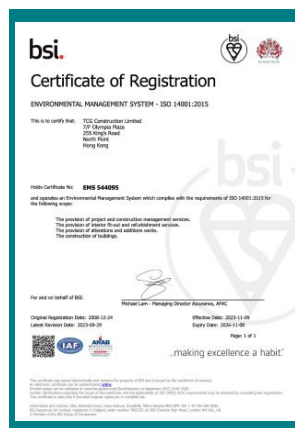 bsi.
bsi
Certificate of Registration
ENVIRONMENTAL MANAGEMENT SYSTEM - ISO 14001:2015
This is to certify that: TCG Construction Limited
7/F Olympia Plaza
255 King's Road
North Point
Hong Kong
bsi
Holds Certificate No: EMS 544095
and operates an Environmental Management System which complies with the requirements of ISO 14001:2015 for
the following scope:
The provision of project and construction management services.
The provision of interior fit-out and refurbishment services.
The provision of alterations and additions works.
The construction of buildings.
For and on behalf of BSI:
Michael Lam - Managing Director Assurance, APAC
Original Registration Date: 2008-12-24
Effective Date: 2023-11-09
Latest Revision Date: 2023-09-29
Expiry Date: 2026-11-08
Page: 1 of 1
IAF
ANAB
...making excellence a habit.